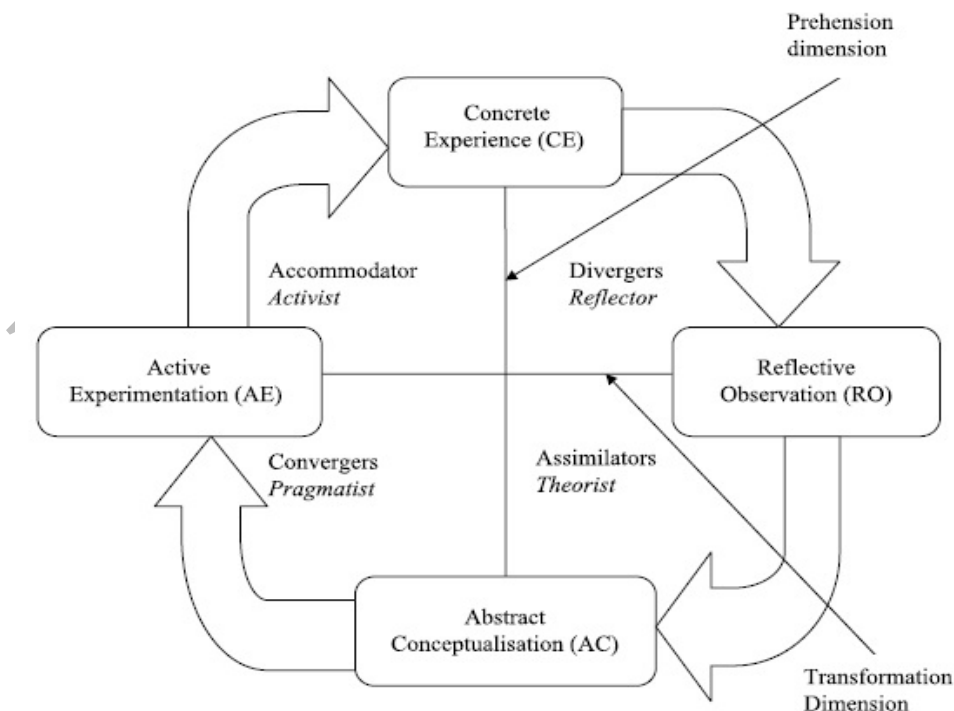 Prehension
dimension
Concrete
Experience (CE)
Accommodator
Activist
Divergers
Reflector
Active
Experimentation (AE)
Reflective
Observation (RO)
Convergers
Pragmatist
Assimilators
Theorist
Abstract
Conceptualisation (AC)
Transformation
Dimension